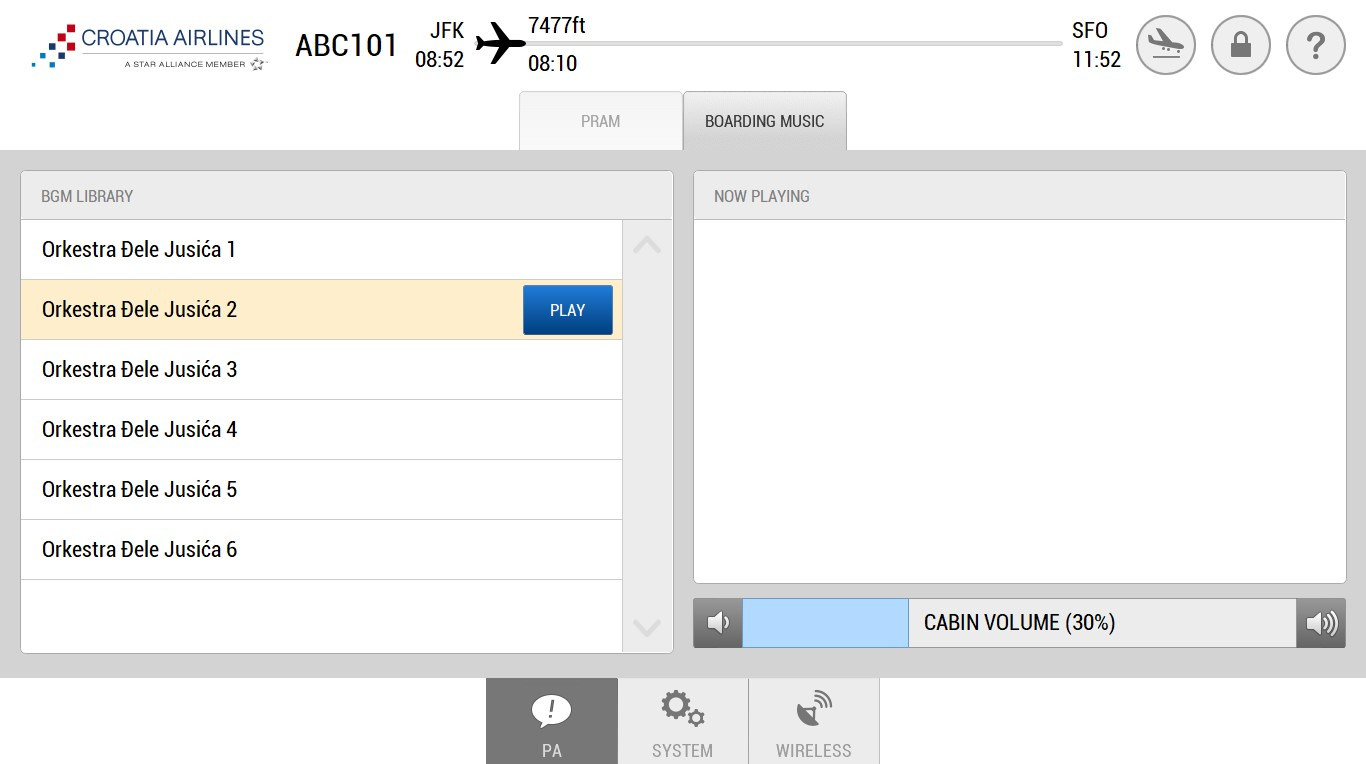 CROATIA AIRLINES
A STAR ALLIANCE MEMBER
ABC101
JFK
08:52
7477ft
08:10
SFO
11:52
?
PRAM
BOARDING MUSIC
BGM LIBRARY
Orkestra Đele Jusića 1
Orkestra Đele Jusića 2
PLAY
Orkestra Đele Jusića 3
Orkestra Đele Jusića 4
Orkestra Đele Jusića 5
Orkestra Đele Jusića 6
NOW PLAYING
CABIN VOLUME (30%)
!
PA
SYSTEM
WIRELESS